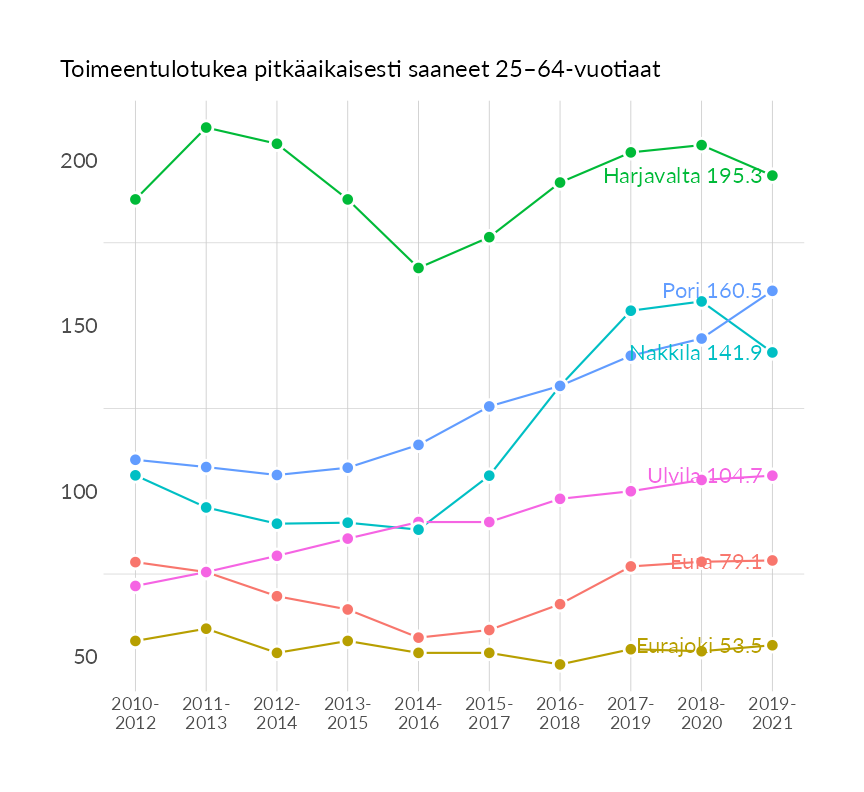 Toimeentulotukea pitkäaikaisesti saaneet 25–64-vuotiaat
200
Harjavalta 195.3
Pori 160.5
150
Nakkila 141.9
100
Ulvila 104.7
Eura 79.1
50
Eurajoki 53.5
2010- 2011- 2012- 2013- 2014- 2015- 2016- 2017- 2018- 2019-
2012 2013 2014 2015 2016 2017 2018 2019 2020 2021